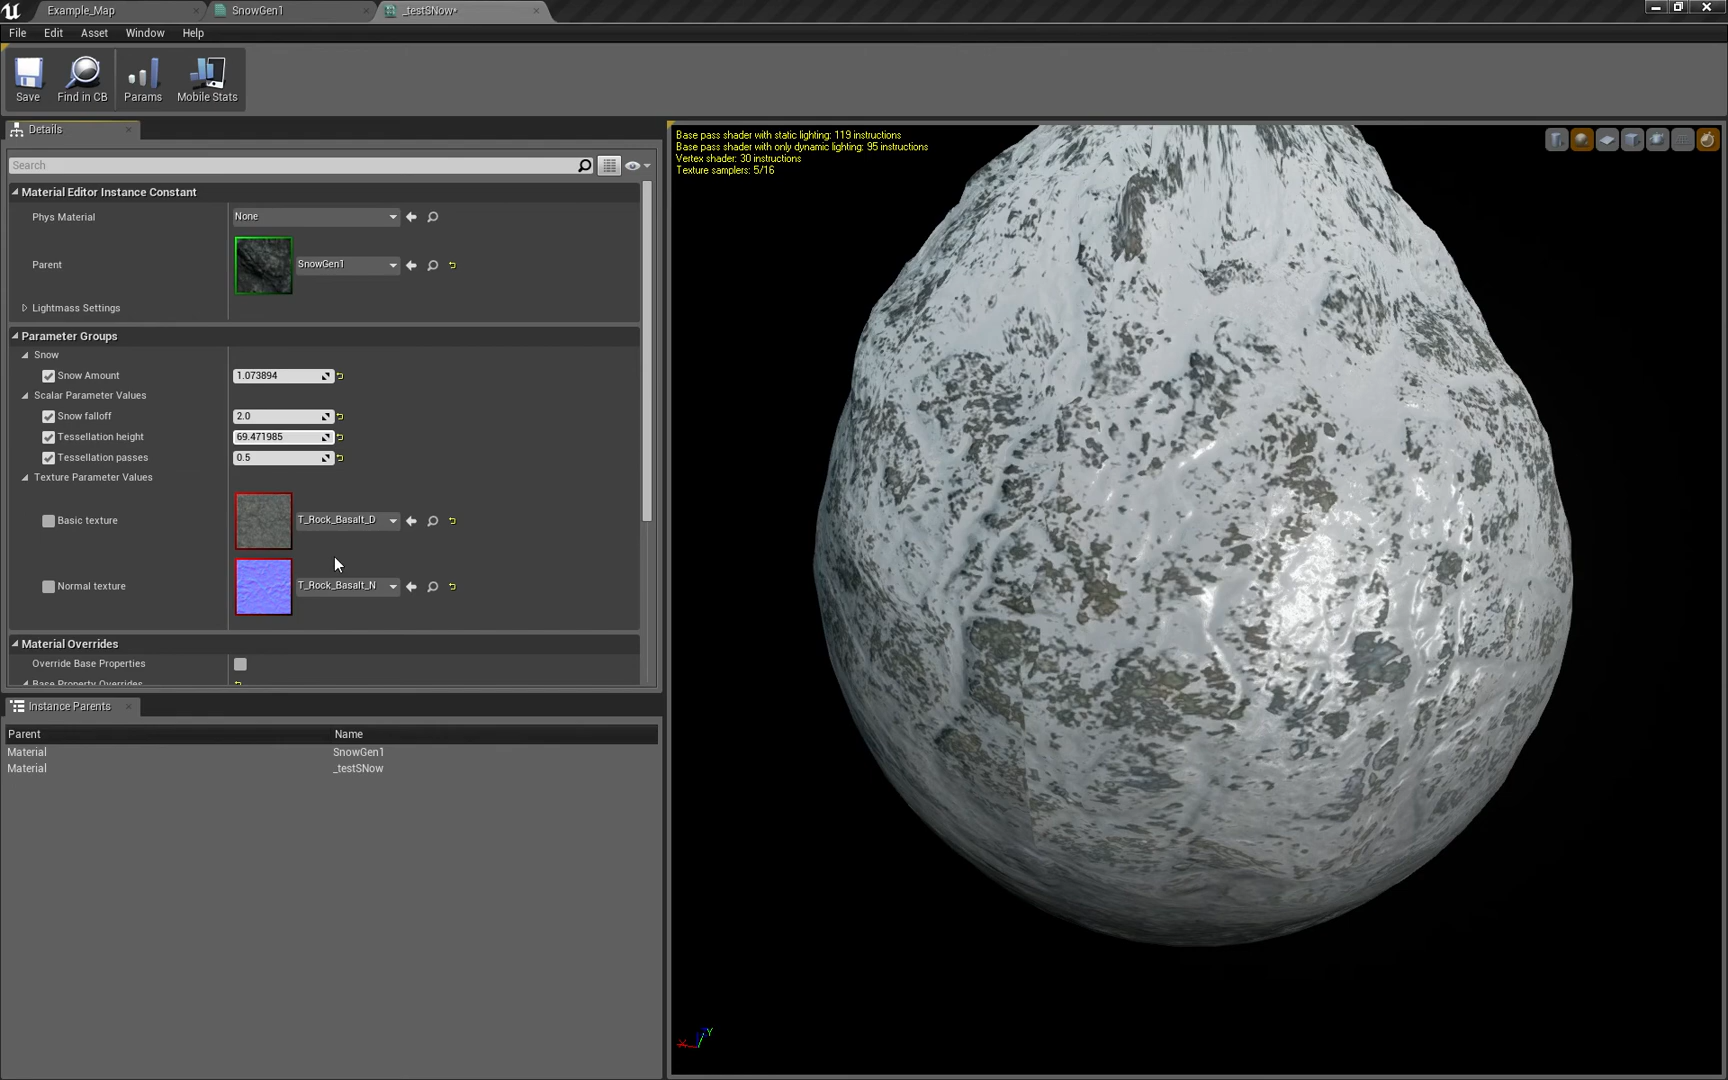 Example_Map
SnowGen1
_testSNow*
File Edit Asset Window Help
Save Find in CB Params Mobile Stats
Details
Search
Material Editor Instance Constant
Phys Material None
Parent SnowGen1
Lightmass Settings
Parameter Groups
Snow
Snow Amount 1.073894
Scalar Parameter Values
Snow falloff 2.0
Tessellation height 69.471985
Tessellation passes 0.5
Texture Parameter Values
Basic texture T_Rock_Basalt_D
Normal texture T_Rock_Basalt_N
Material Overrides
Override Base Properties
Base Property Overrides
Instance Parents
Parent Name
Material SnowGen1
Material _testSNow
Base pass shader with static lighting: 119 instructions
Base pass shader with only dynamic lighting: 95 instructions
Vertex shader: 30 instructions
Texture samplers: 5/16
X Y